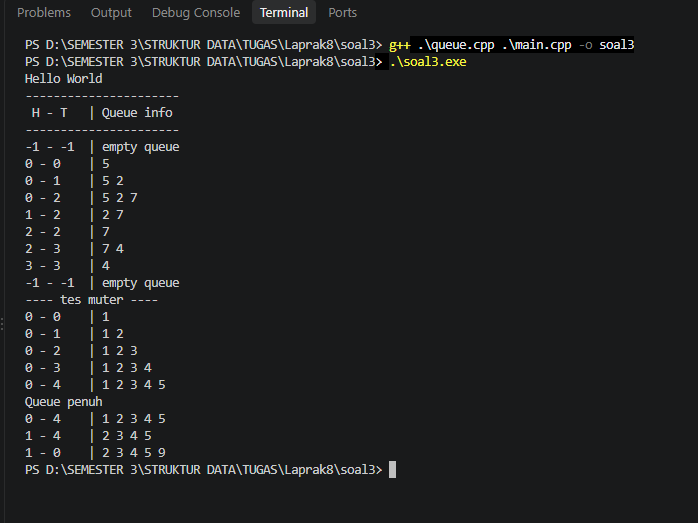 Problems Output Debug Console Terminal Ports
PS D:\SEMESTER 3\STRUKTUR DATA\TUGAS\Laprak8\soal3> g++ .\queue.cpp .\main.cpp -o soal3
PS D:\SEMESTER 3\STRUKTUR DATA\TUGAS\Laprak8\soal3> .\soal3.exe
Hello World
----------------------
 H - T   | Queue info
----------------------
-1 - -1  | empty queue
0 - 0    | 5
0 - 1    | 5 2
0 - 2    | 5 2 7
1 - 2    | 2 7
2 - 2    | 7
2 - 3    | 7 4
3 - 3    | 4
-1 - -1  | empty queue
---- tes muter ----
0 - 0    | 1
0 - 1    | 1 2
0 - 2    | 1 2 3
0 - 3    | 1 2 3 4
0 - 4    | 1 2 3 4 5
Queue penuh
0 - 4    | 1 2 3 4 5
1 - 4    | 2 3 4 5
1 - 0    | 2 3 4 5 9
PS D:\SEMESTER 3\STRUKTUR DATA\TUGAS\Laprak8\soal3>